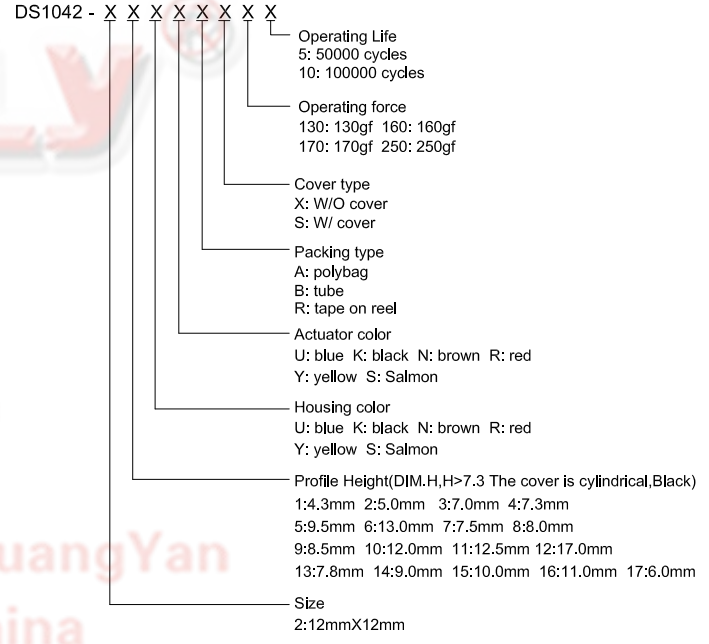 DS1042 - X X X X X X X X
Operating Life
5: 50000 cycles
10: 100000 cycles
Operating force
130: 130gf 160: 160gf
170: 170gf 250: 250gf
Cover type
X: W/O cover
S: W/ cover
Packing type
A: polybag
B: tube
R: tape on reel
Actuator color
U: blue K: black N: brown R: red
Y: yellow S: Salmon
Housing color
U: blue K: black N: brown R: red
Y: yellow S: Salmon
Profile Height(DIM.H,H>7.3 The cover is cylindrical,Black)
1:4.3mm 2:5.0mm 3:7.0mm 4:7.3mm
5:9.5mm 6:13.0mm 7:7.5mm 8:8.0mm
9:8.5mm 10:12.0mm 11:12.5mm 12:17.0mm
13:7.8mm 14:9.0mm 15:10.0mm 16:11.0mm 17:6.0mm
Size
2:12mmX12mm